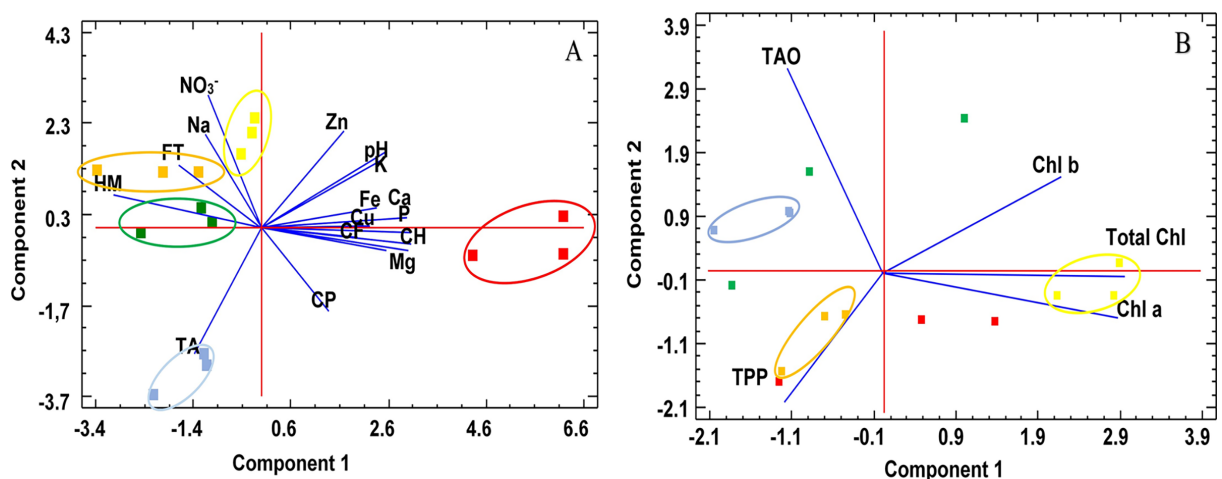 A
4.3
2.3
0.3
-1.7
-3.7
Component 2
NO₃⁻
Na
FT
HM
Zn
pH
K
Fe
Ca
Cu
P
CF
CH
Mg
CP
TA
-3.4
-1.4
0.6
2.6
4.6
6.6
Component 1
B
3.9
2.9
1.9
0.9
-0.1
-1.1
-2.1
Component 2
TAO
Chl b
Total Chl
Chl a
TPP
-2.1
-1.1
-0.1
0.9
1.9
2.9
3.9
Component 1